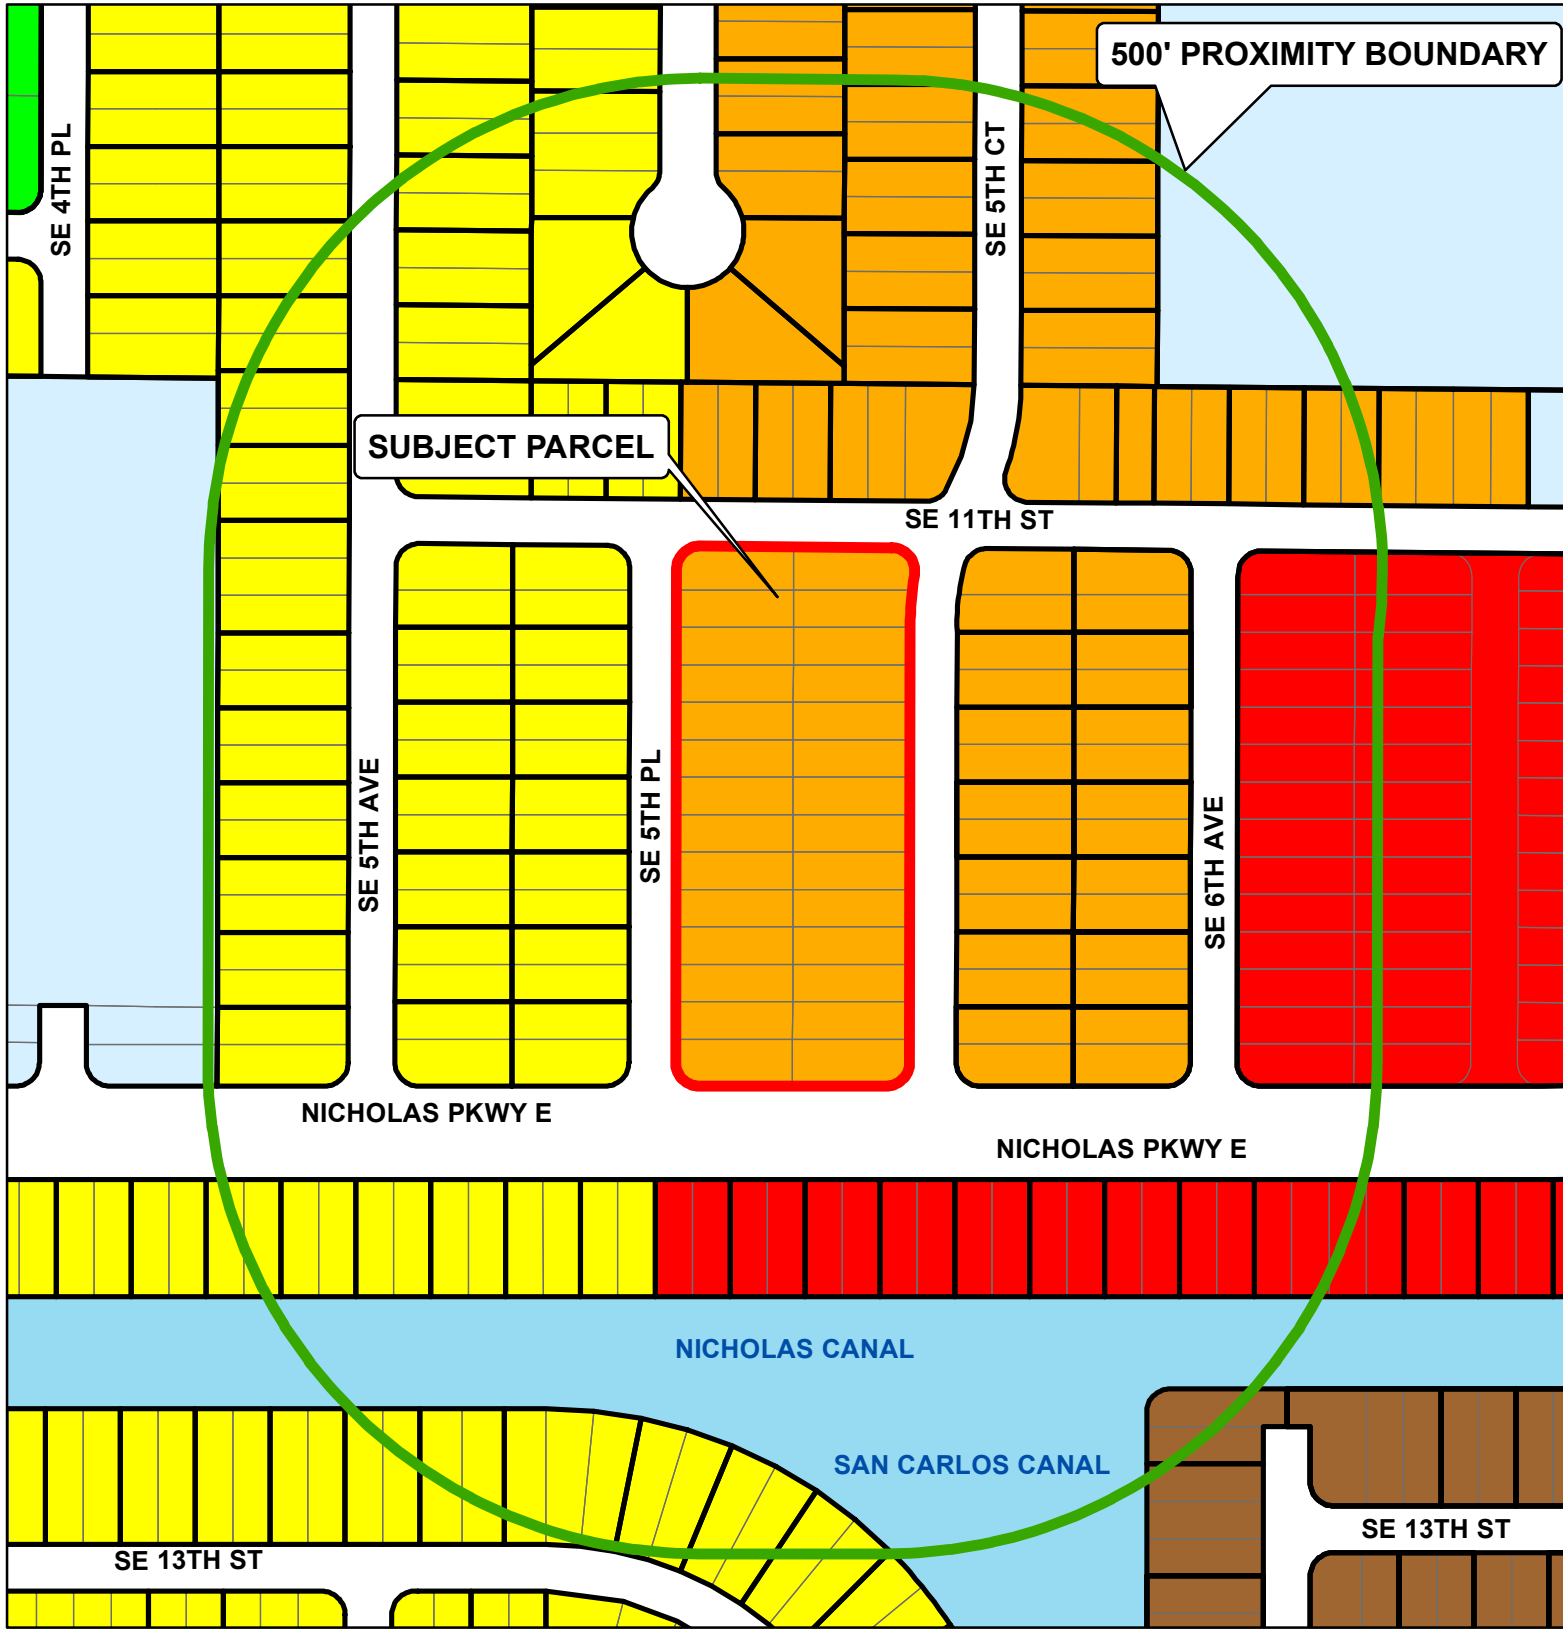 500' PROXIMITY BOUNDARY
SE 4TH PL
SE 5TH CT
SUBJECT PARCEL
SE 11TH ST
SE 5TH AVE
SE 5TH PL
SE 6TH AVE
NICHOLAS PKWY E
NICHOLAS PKWY E
NICHOLAS CANAL
SAN CARLOS CANAL
SE 13TH ST
SE 13TH ST